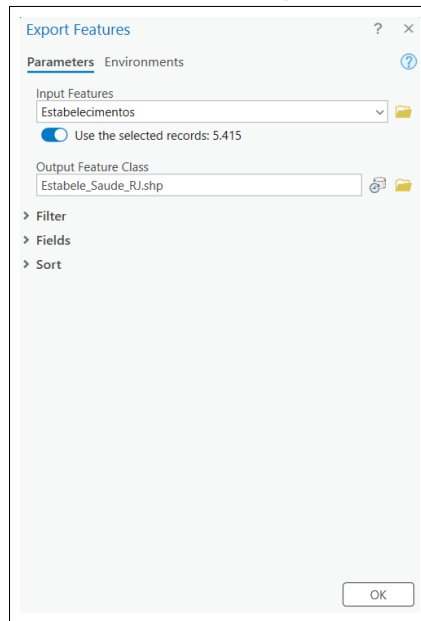 Export Features ? ×
Parameters Environments ?
Input Features
Estabelecimentos
Use the selected records: 5.415
Output Feature Class
Estabele_Saude_RJ.shp
> Filter
> Fields
> Sort
OK